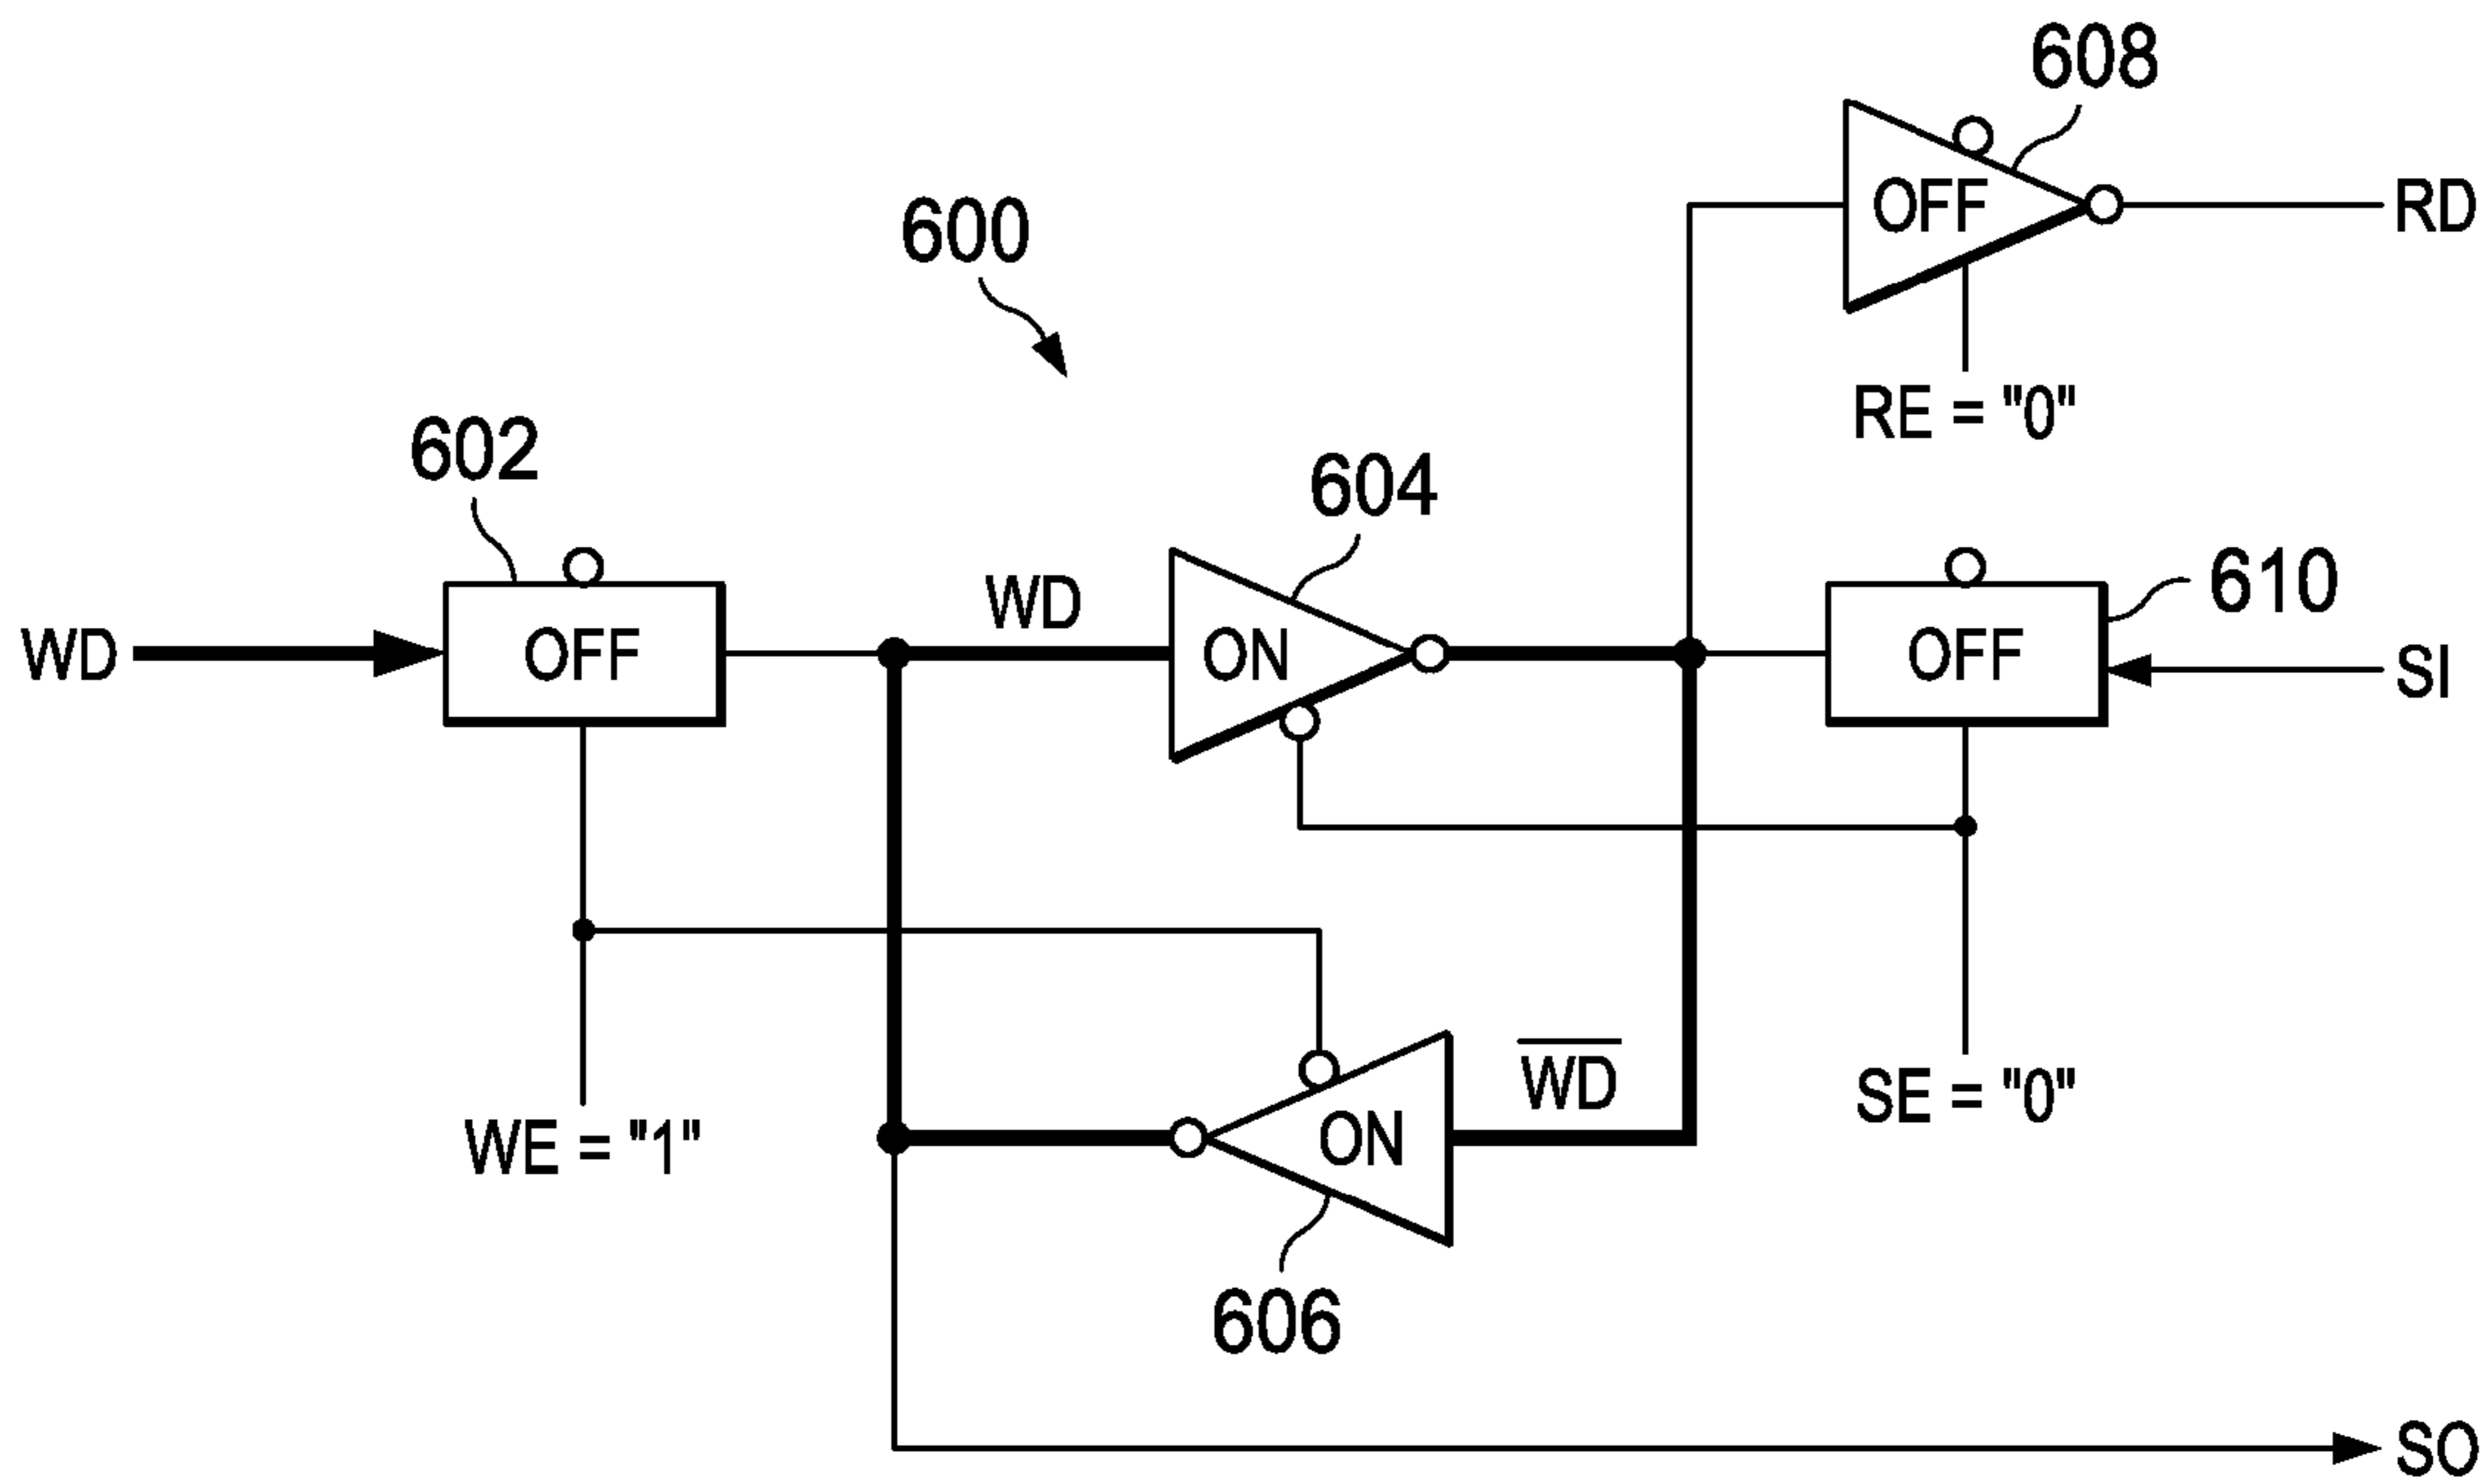 608
OFF
RD
600
RE = "0"
602
604
610
WD
OFF
WD
ON
OFF
SI
W̅D̅
ON
WE = "1"
SE = "0"
606
SO